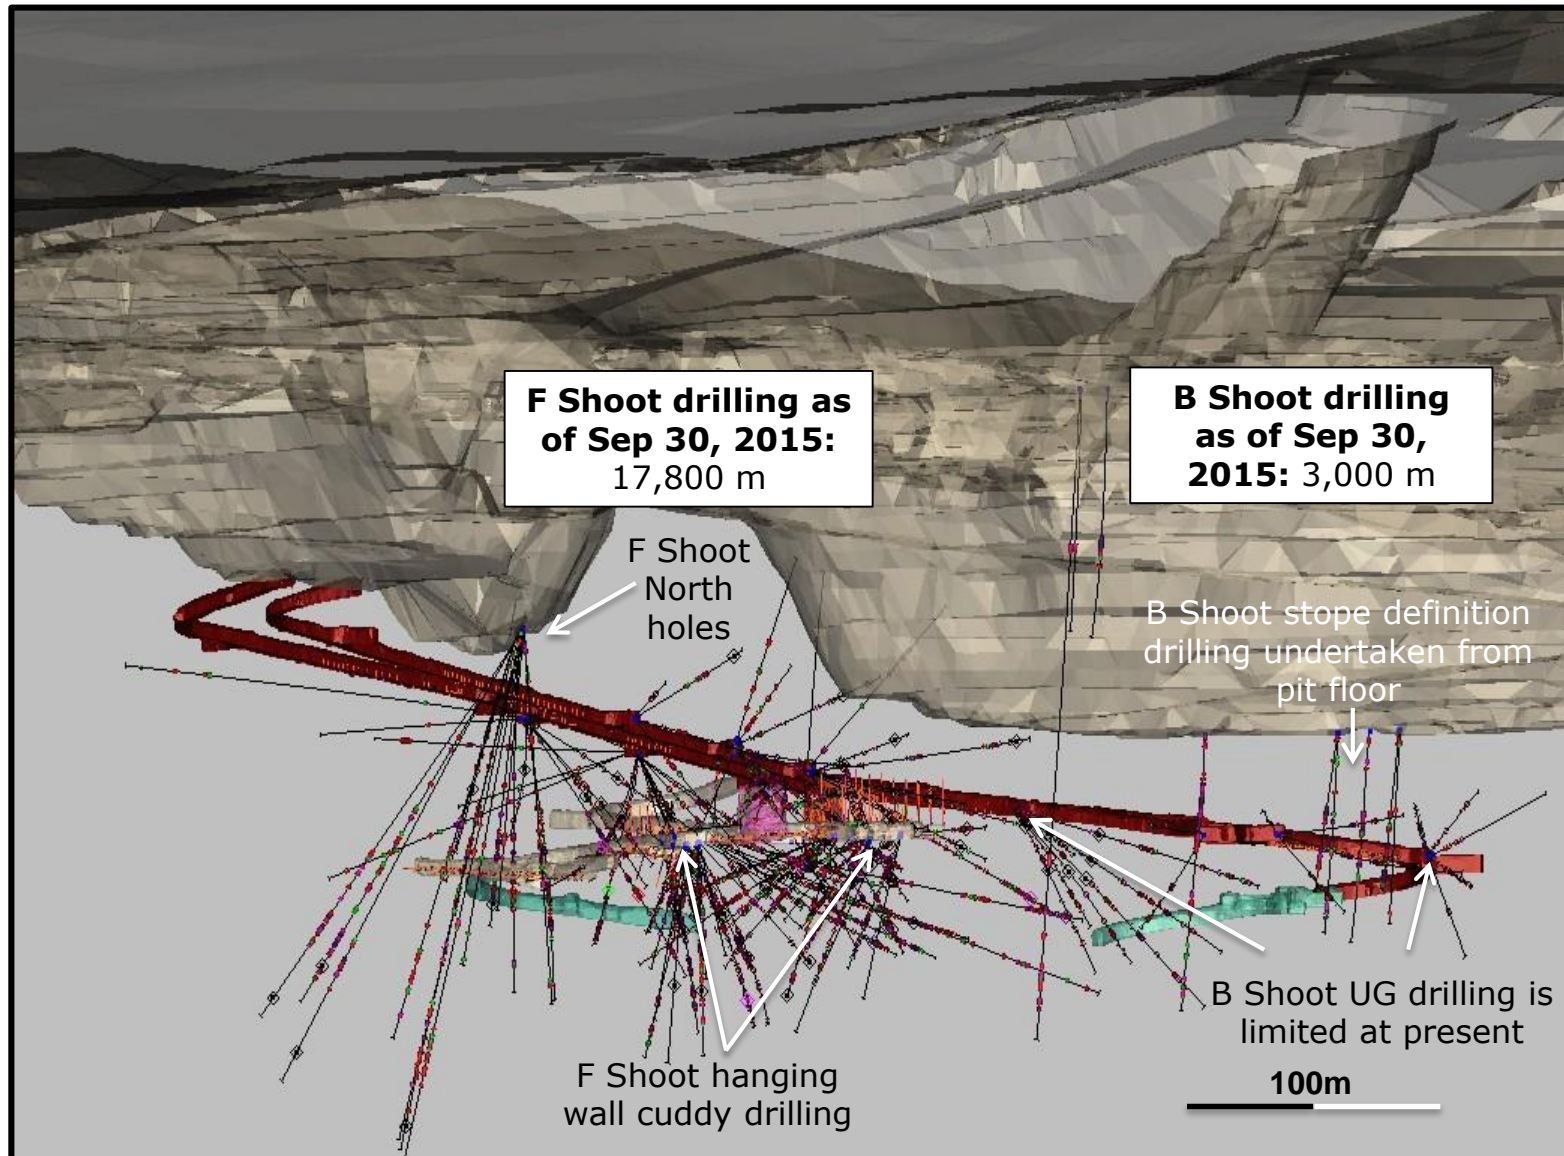 F Shoot drilling as
of Sep 30, 2015:
17,800 m
B Shoot drilling
as of Sep 30,
2015: 3,000 m
F Shoot
North
holes
B Shoot stope definition
drilling undertaken from
pit floor
B Shoot UG drilling is
limited at present
F Shoot hanging
wall cuddy drilling
100m